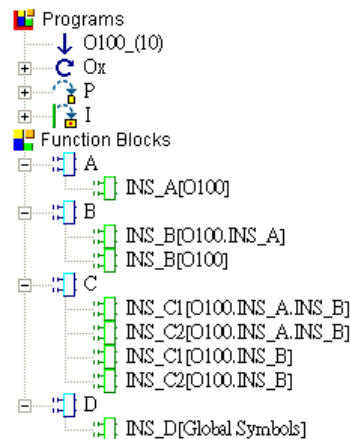 Programs
O100_(10)
Ox
P
I
Function Blocks
A
INS_A[O100]
B
INS_B[O100.INS_A]
INS_B[O100]
C
INS_C1[O100.INS_A.INS_B]
INS_C2[O100.INS_A.INS_B]
INS_C1[O100.INS_B]
INS_C2[O100.INS_B]
D
INS_D[Global Symbols]